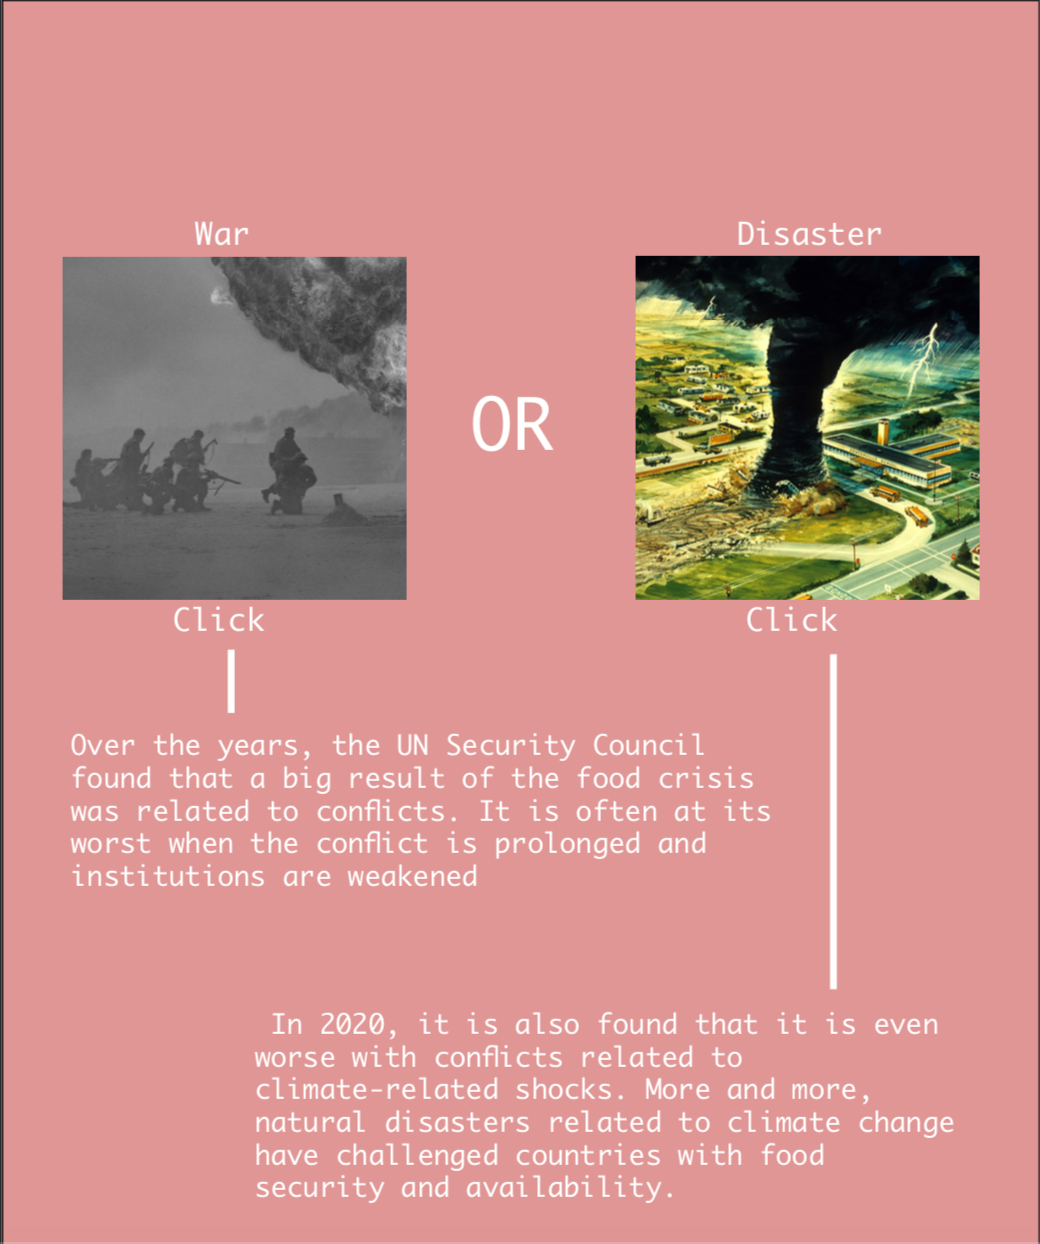 War
Disaster
OR
Click
Click
Over the years, the UN Security Council
found that a big result of the food crisis
was related to conflicts. It is often at its
worst when the conflict is prolonged and
institutions are weakened
In 2020, it is also found that it is even
worse with conflicts related to
climate-related shocks. More and more,
natural disasters related to climate change
have challenged countries with food
security and availability.